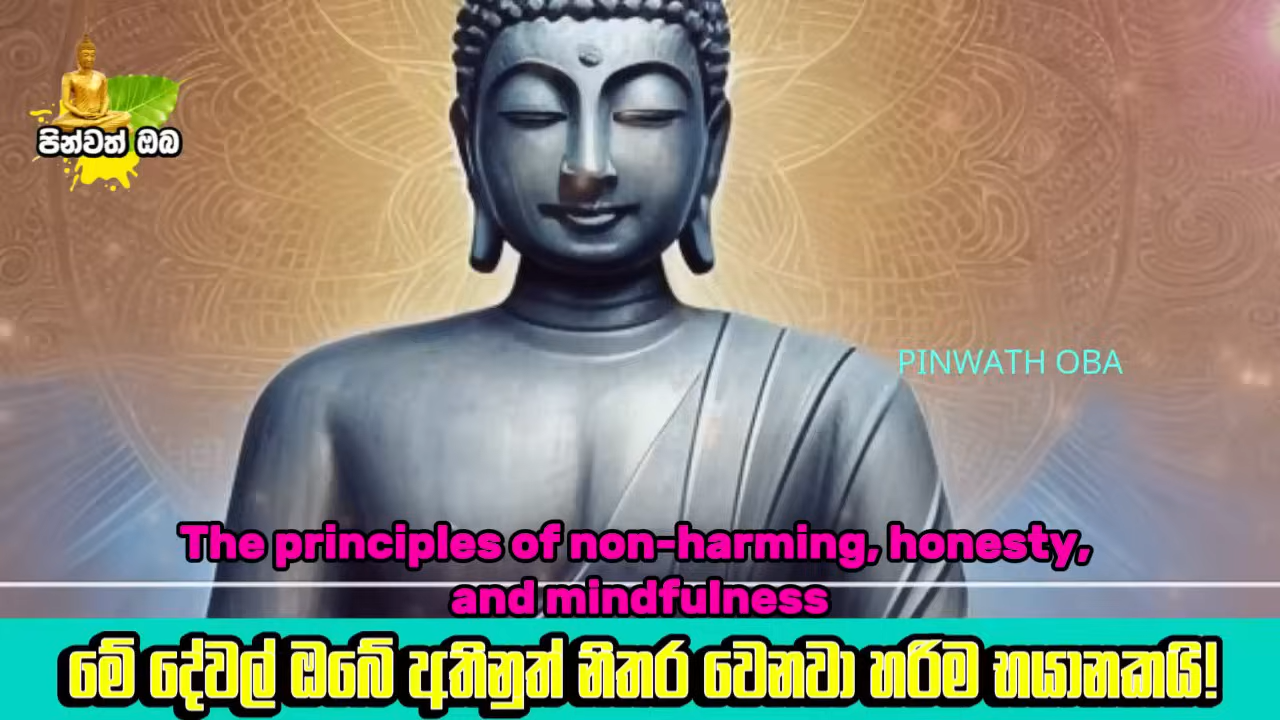 පින්වත් ඔබ
PINWATH OBA
The principles of non-harming, honesty,
and mindfulness
මේ දේවල් ඔබේ අතිනුත් නිතර වෙනවා හරිම භයානකයි!